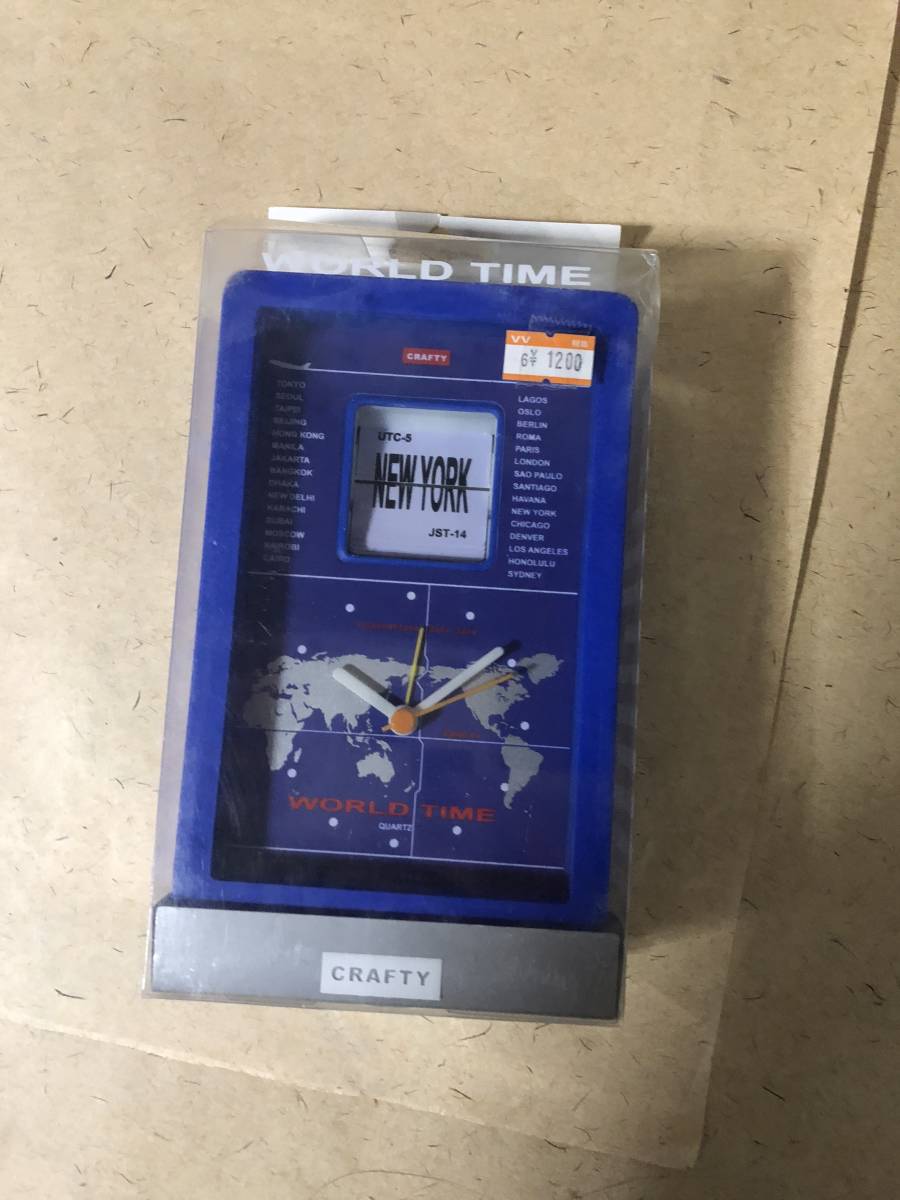 WORLD TIME
CRAFTY
VV 税抜
6 ¥ 1200
TOKYO
SEOUL
TAIPEI
BEIJING
HONG KONG
MANILA
JAKARTA
BANGKOK
DHAKA
NEW DELHI
KARACHI
DUBAI
MOSCOW
NAIROBI
CAIRO
UTC-5
NEW YORK
JST-14
LAGOS
OSLO
BERLIN
ROMA
PARIS
LONDON
SAO PAULO
SANTIAGO
HAVANA
NEW YORK
CHICAGO
DENVER
LOS ANGELES
HONOLULU
SYDNEY
WORLD TIME
QUARTZ
CRAFTY